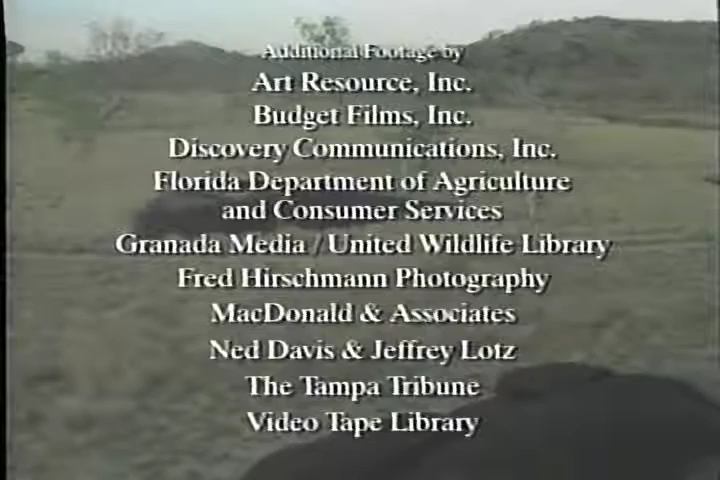 Additional Footage by
Art Resource, Inc.
Budget Films, Inc.
Discovery Communications, Inc.
Florida Department of Agriculture
and Consumer Services
Granada Media / United Wildlife Library
Fred Hirschmann Photography
MacDonald & Associates
Ned Davis & Jeffrey Lotz
The Tampa Tribune
Video Tape Library